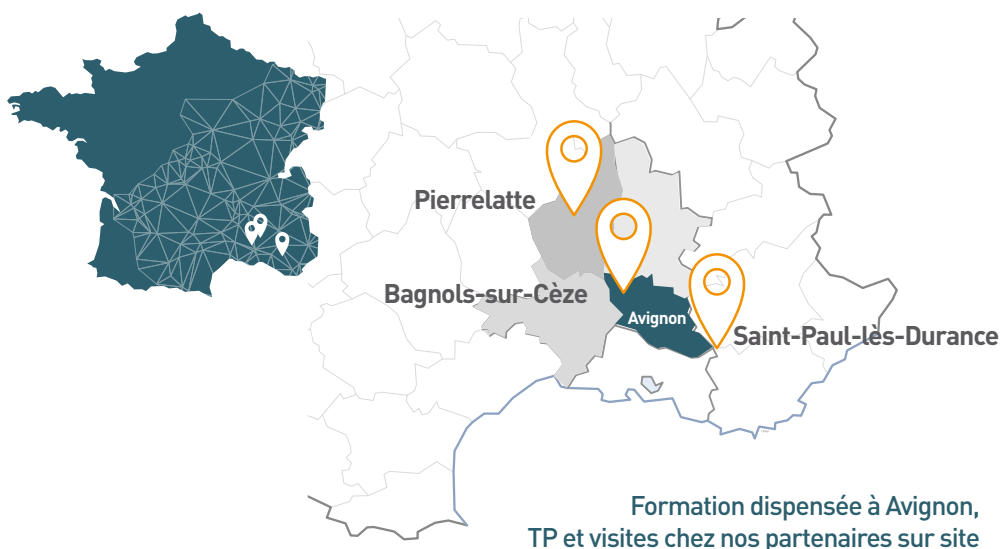 Pierrelatte
Bagnols-sur-Cèze
Avignon
Saint-Paul-lès-Durance
Formation dispensée à Avignon,
TP et visites chez nos partenaires sur site